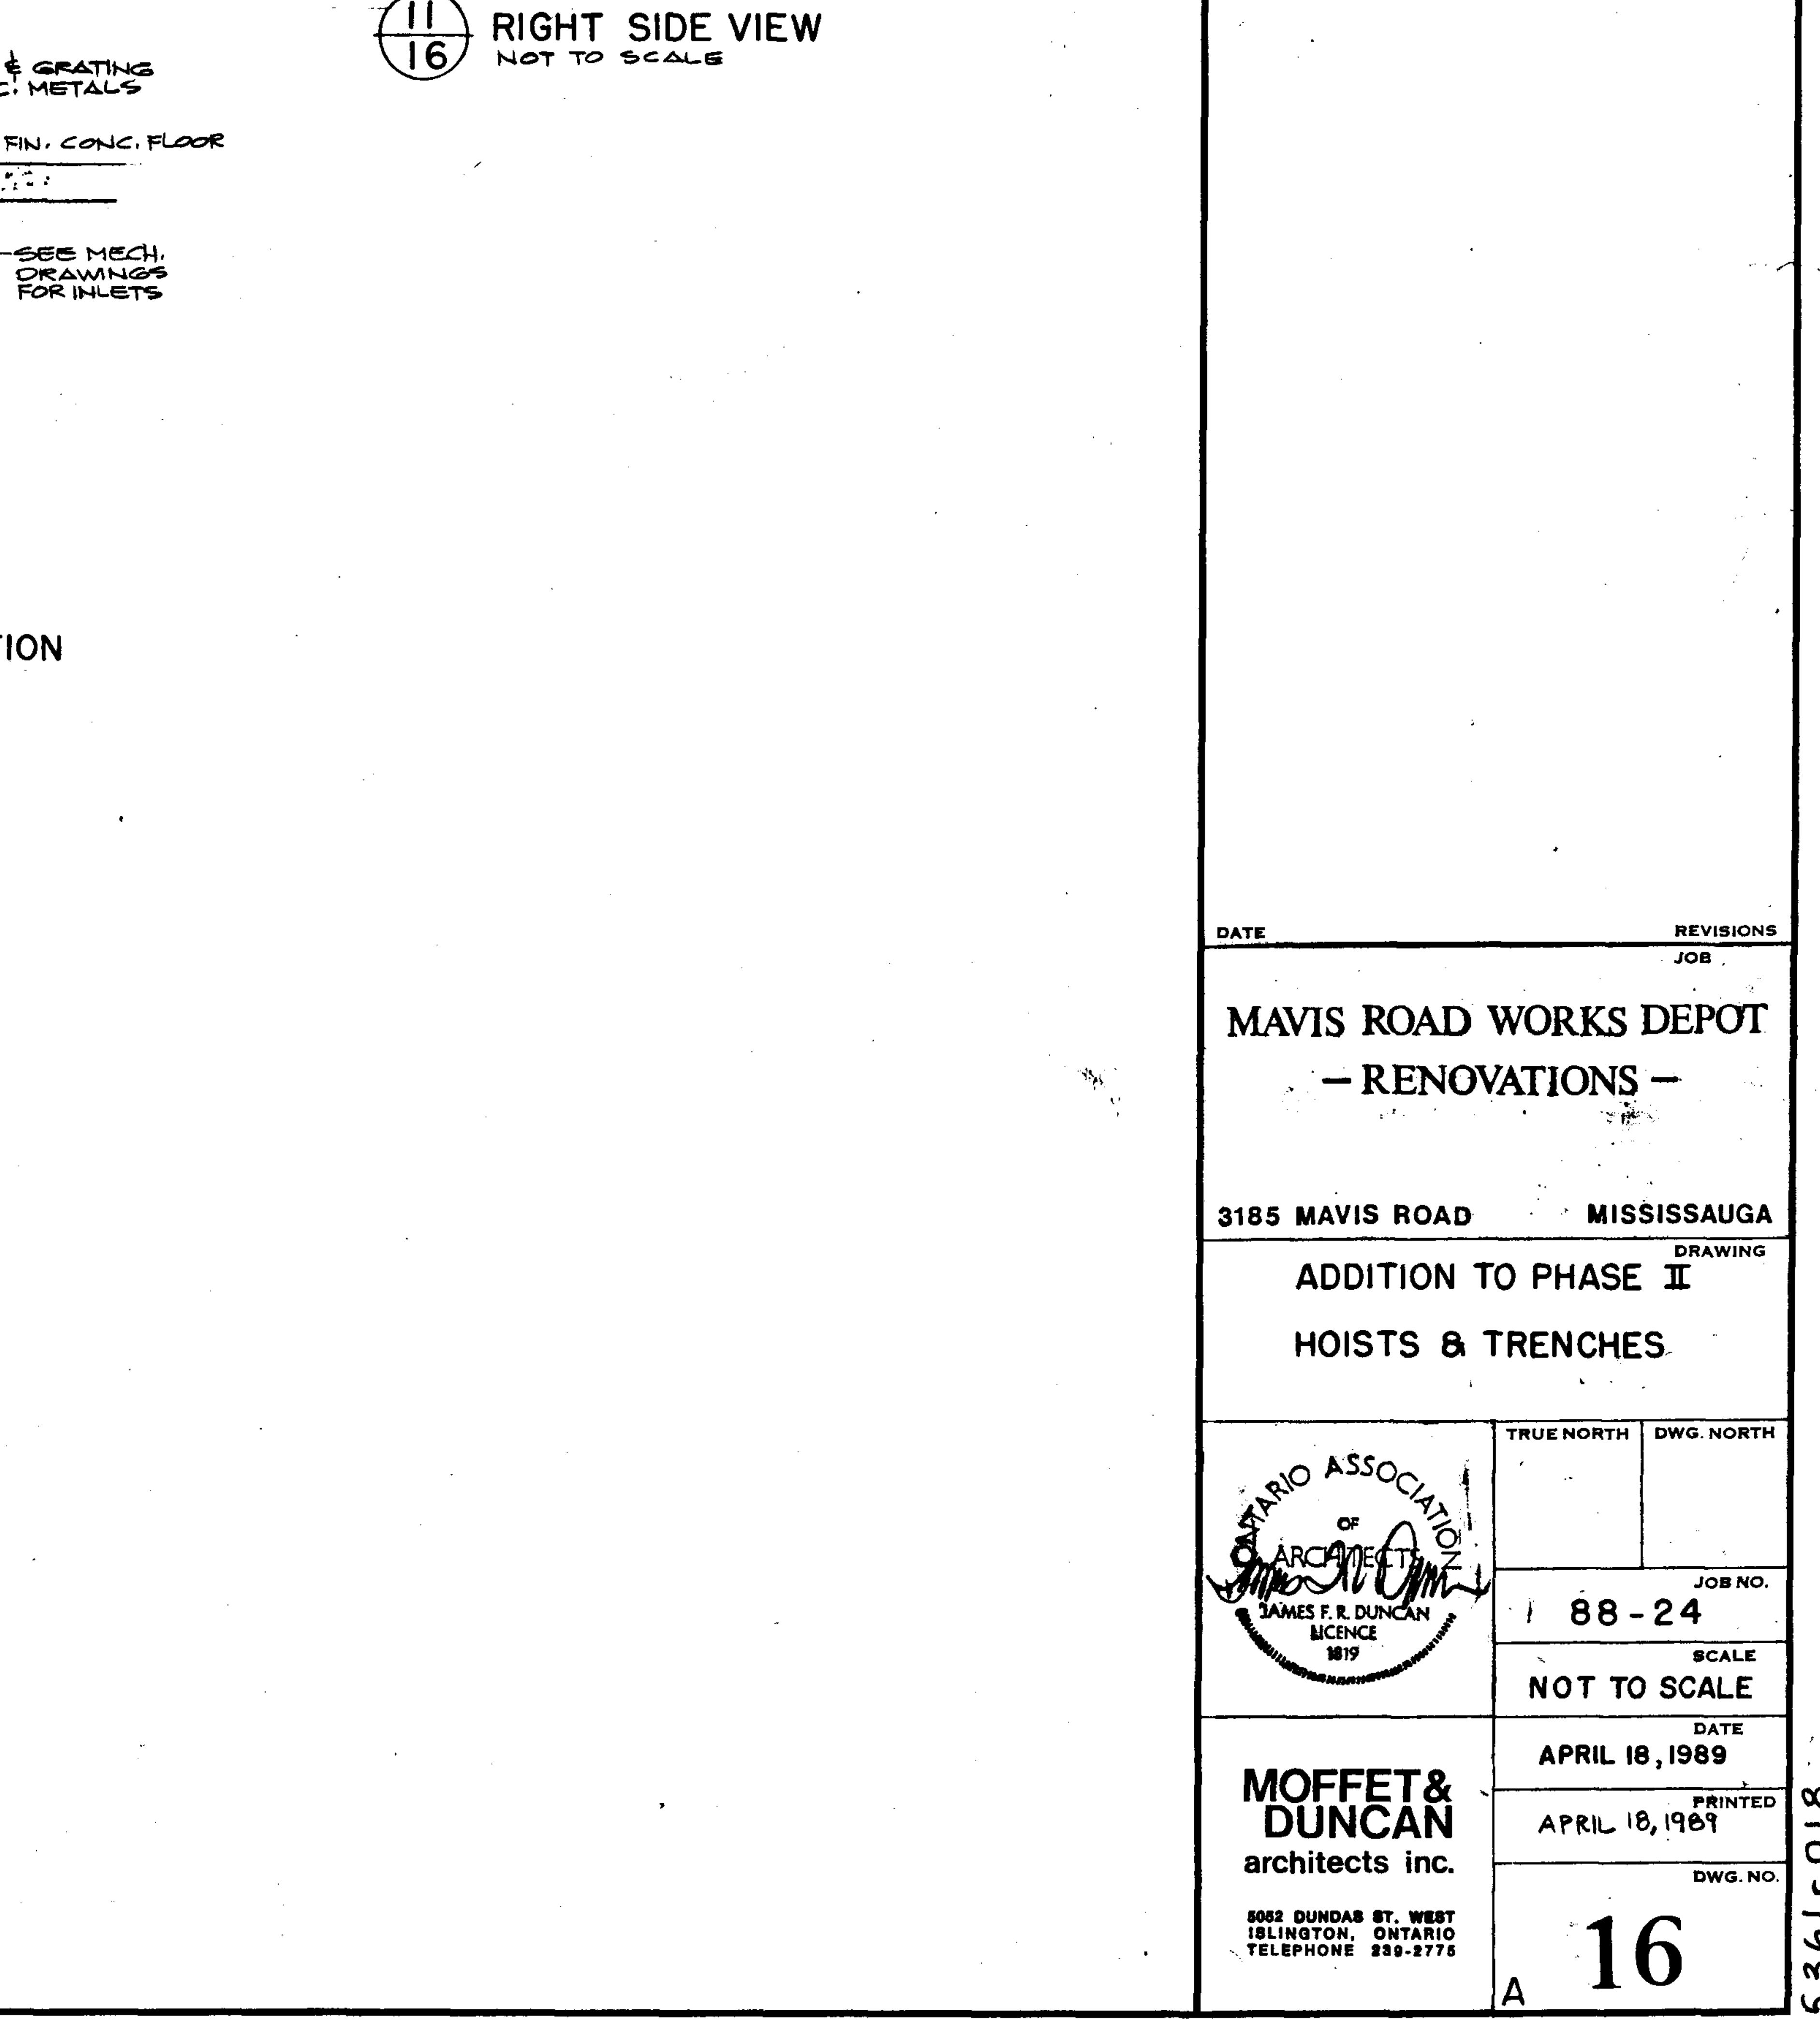 11
16
RIGHT SIDE VIEW
NOT TO SCALE
& GRATING
C. METALS
FIN. CONC. FLOOR
SEE MECH.
DRAWINGS
FOR INLETS
TION
DATE REVISIONS
JOB
MAVIS ROAD WORKS DEPOT
— RENOVATIONS —
3185 MAVIS ROAD MISSISSAUGA
DRAWING
ADDITION TO PHASE II
HOISTS & TRENCHES
ONTARIO ASSOCIATION
OF
ARCHITECTS
JAMES F. R. DUNCAN
LICENCE
1819
TRUE NORTH DWG. NORTH
JOB NO.
88-24
SCALE
NOT TO SCALE
DATE
APRIL 18, 1989
PRINTED
APRIL 18, 1989
DWG. NO.
A 16
MOFFET &
DUNCAN
architects inc.
5052 DUNDAS ST. WEST
ISLINGTON, ONTARIO
TELEPHONE 239-2775